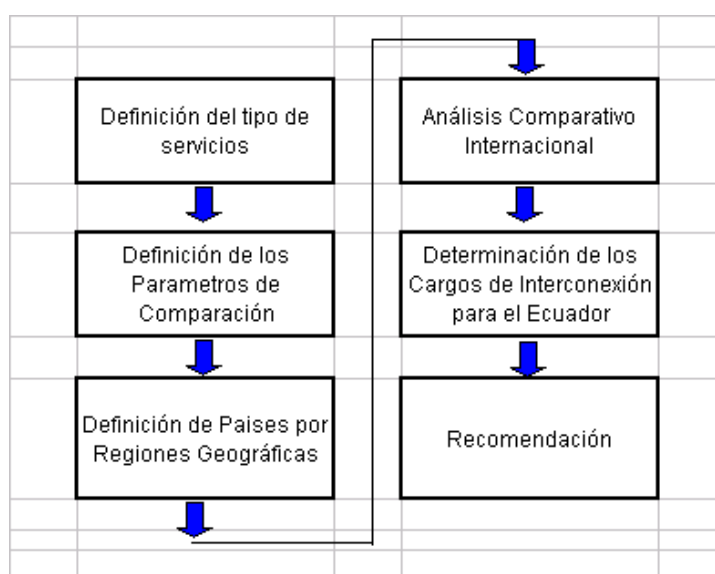 Definición del tipo de
servicios
Definición de los
Parametros de
Comparación
Definición de Paises por
Regiones Geográficas
Análisis Comparativo
Internacional
Determinación de los
Cargos de Interconexión
para el Ecuador
Recomendación